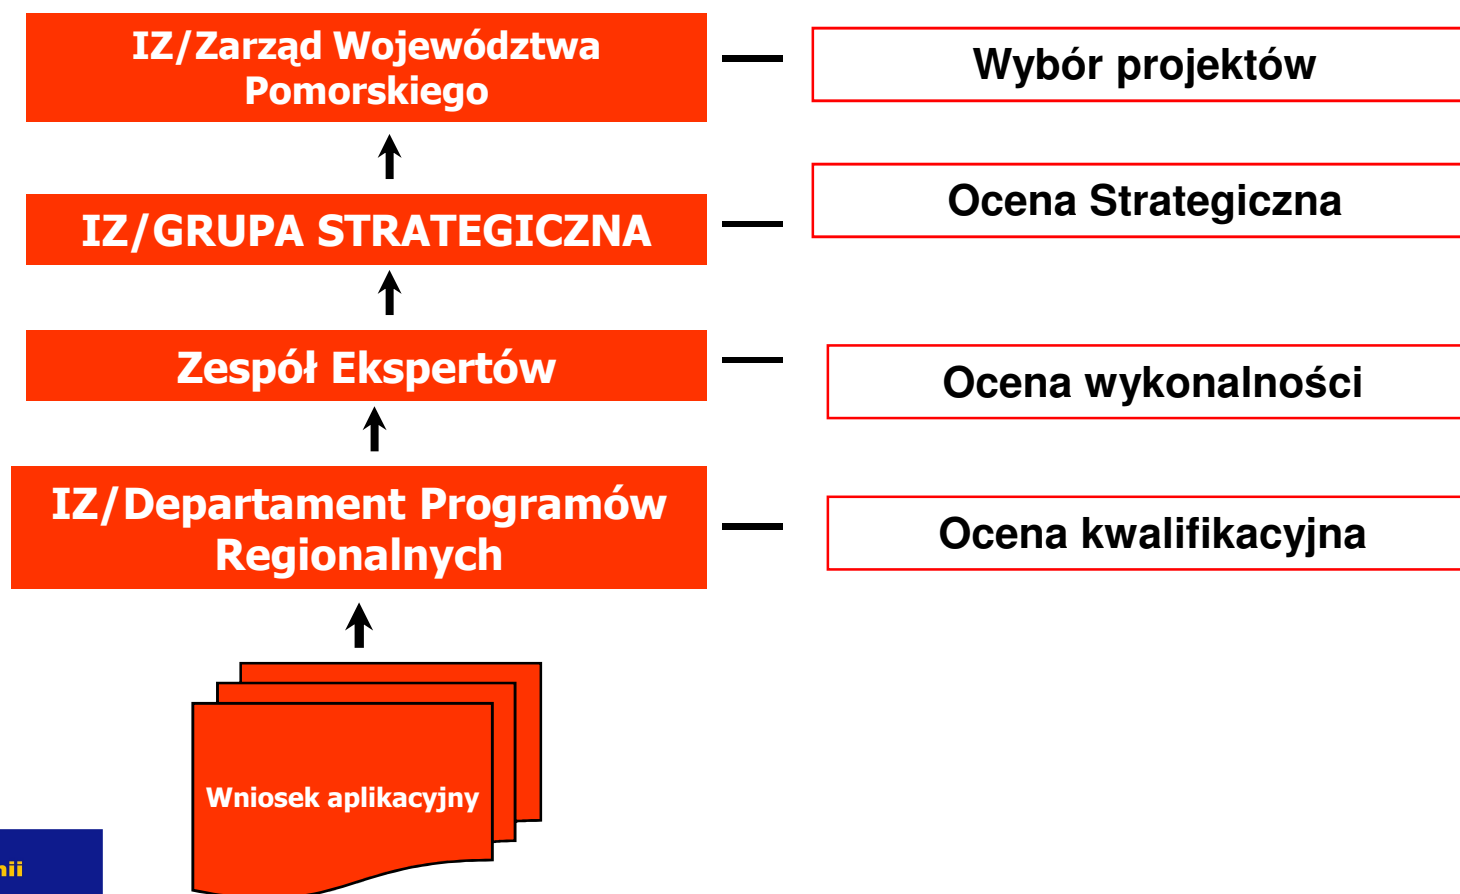 IZ/Zarząd Województwa
Pomorskiego
Wybór projektów
IZ/GRUPA STRATEGICZNA
Ocena Strategiczna
Zespół Ekspertów
Ocena wykonalności
IZ/Departament Programów
Regionalnych
Ocena kwalifikacyjna
Wniosek aplikacyjny